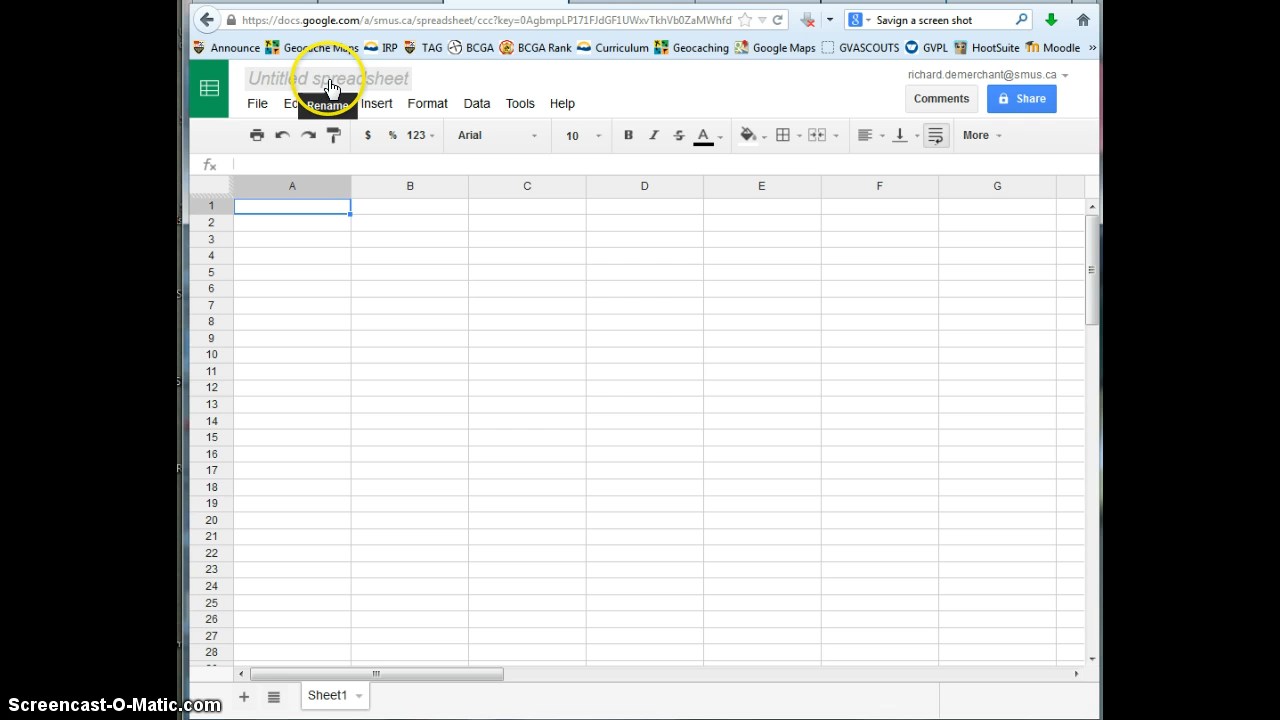 https://docs.google.com/a/smus.ca/spreadsheet/ccc?key=0AgbmpLP171FJdGF1UWxvTkhVb0ZaMWhfd
Savign a screen shot
Announce Geocache Maps IRP TAG BCGA BCGA Rank Curriculum Geocaching Google Maps GVASCOUTS GVPL HootSuite Moodle »
Untitled spreadsheet
richard.demerchant@smus.ca
File Ed Insert Format Data Tools Help
Rename
Comments Share
$ % 123 Arial 10 B I S A More
fx
A B C D E F G
1
2
3
4
5
6
7
8
9
10
11
12
13
14
15
16
17
18
19
20
21
22
23
24
25
26
27
28
+ Sheet1
Screencast-O-Matic.com